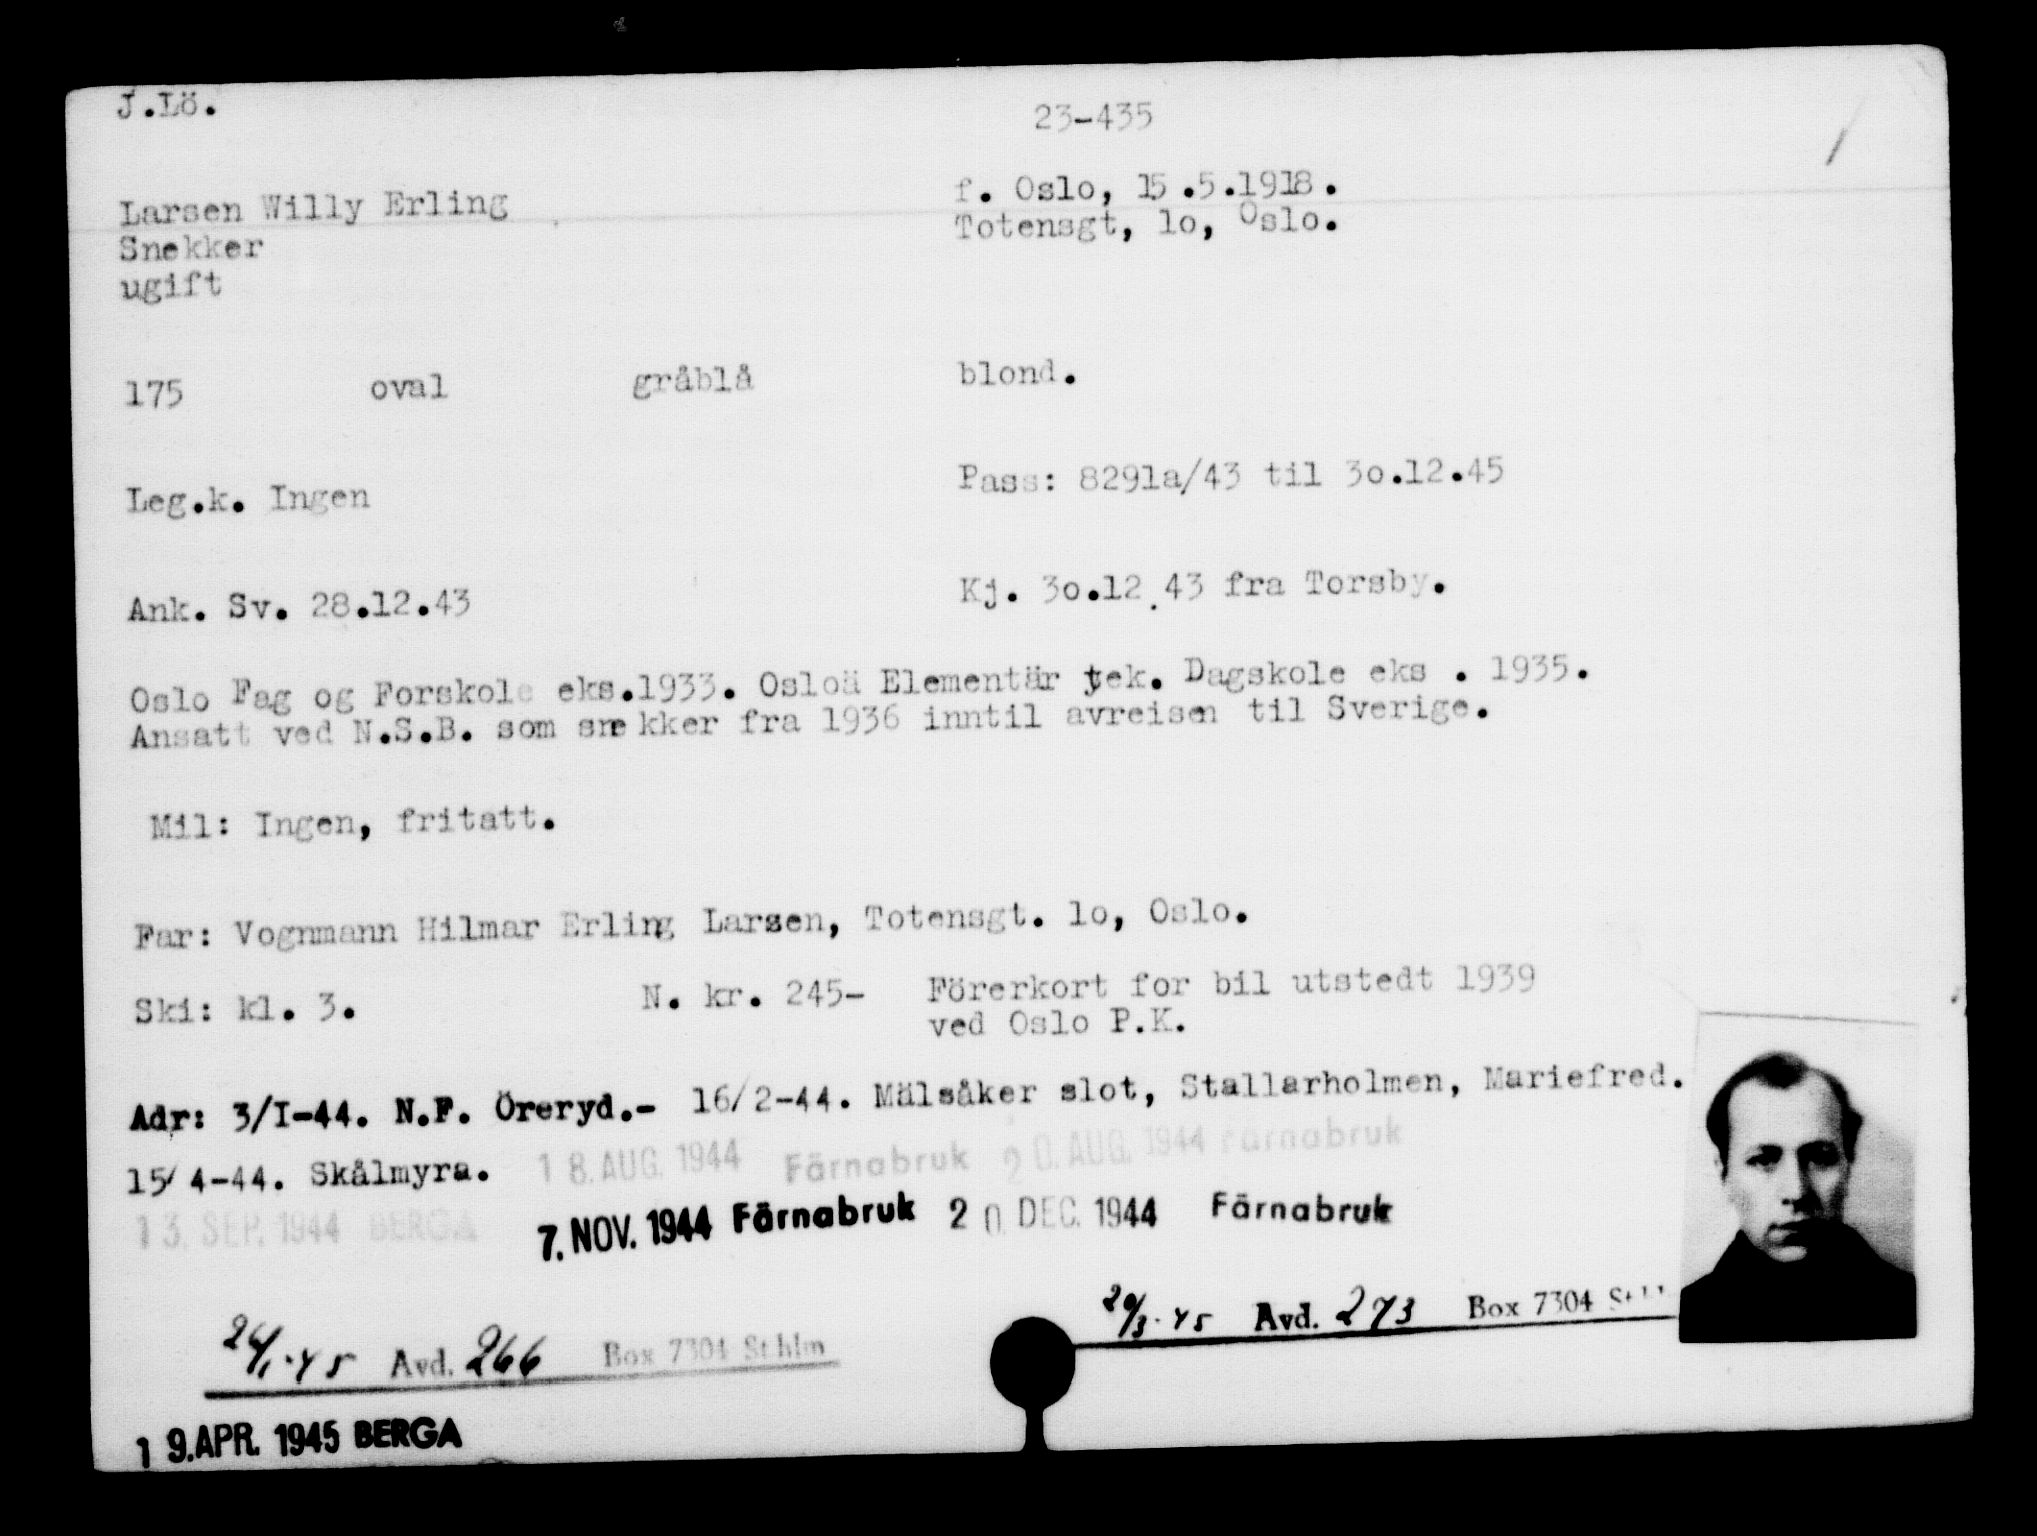 J.Lö.
23-435
Larsen Willy Erling
f. Oslo, 15.5.1918.
Snekker
Totensgt, lo, Oslo.
ugift
175 oval gråblå blond.
Leg.k. Ingen
Pass: 8291a/43 til 3o.12.45
Ank. Sv. 28.12.43
Kj. 3o.12.43 fra Torsby.
Oslo Fag og Forskole eks.1933. Osloä Elementär tek. Dagskole eks . 1935.
Ansatt ved N.S.B. som snekker fra 1936 inntil avreisen til Sverige.
Mil: Ingen, fritatt.
Far: Vognmann Hilmar Erling Larsen, Totensgt. lo, Oslo.
Ski: kl. 3.
N. kr. 245-
Förerkort for bil utstedt 1939
ved Oslo P.K.
Adr: 3/I-44. N.F. Öreryd.- 16/2-44. Mälsåker slot, Stallarholmen, Mariefred.
15/4-44. Skålmyra. 18. AUG. 1944 Färnabruk 20. AUG. 1944 Färnabruk
13. SEP. 1944 BERGA 7. NOV. 1944 Färnabruk 20. DEC. 1944 Färnabruk
Avd. 266 Box 7304 Sthlm
20/3-45 Avd. 273 Box 7304
19. APR. 1945 BERGA